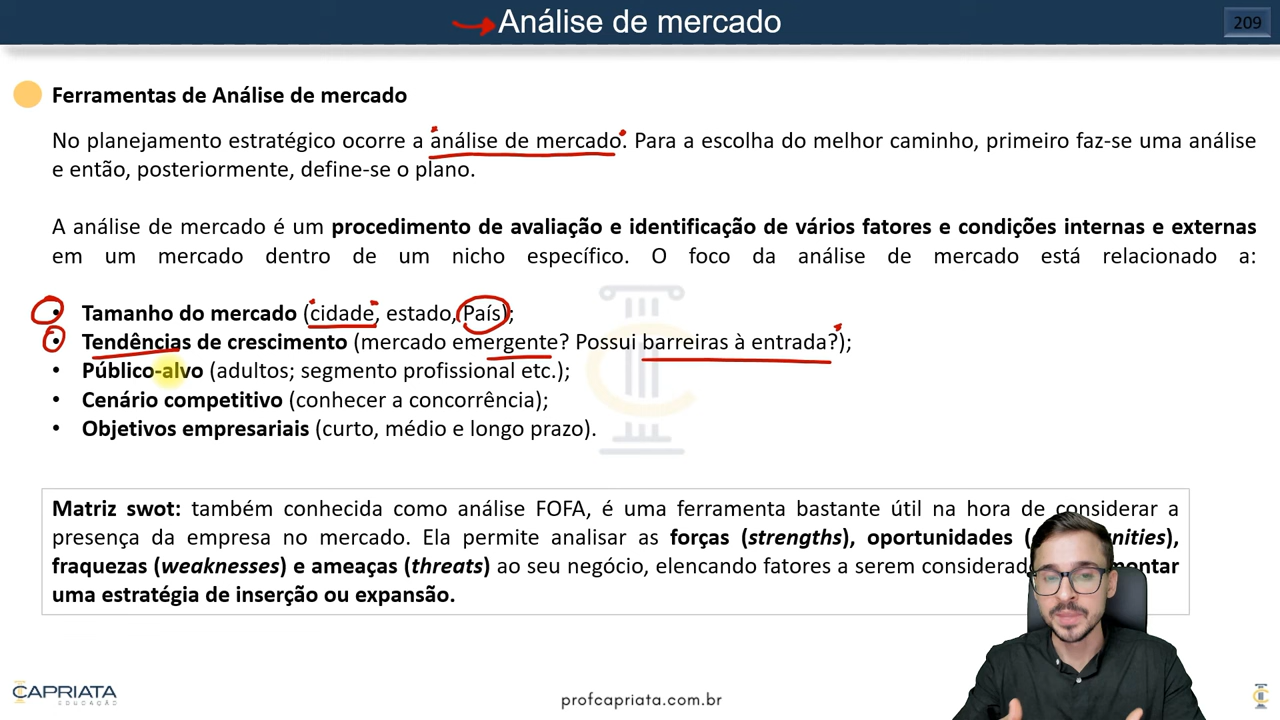 Análise de mercado
209
Ferramentas de Análise de mercado
No planejamento estratégico ocorre a análise de mercado. Para a escolha do melhor caminho, primeiro faz-se uma análise
e então, posteriormente, define-se o plano.
A análise de mercado é um procedimento de avaliação e identificação de vários fatores e condições internas e externas
em um mercado dentro de um nicho específico. O foco da análise de mercado está relacionado a:
• Tamanho do mercado (cidade, estado, País);
• Tendências de crescimento (mercado emergente? Possui barreiras à entrada?);
• Público-alvo (adultos; segmento profissional etc.);
• Cenário competitivo (conhecer a concorrência);
• Objetivos empresariais (curto, médio e longo prazo).
Matriz swot: também conhecida como análise FOFA, é uma ferramenta bastante útil na hora de considerar a
presença da empresa no mercado. Ela permite analisar as forças (strengths), oportunidades (
fraquezas (weaknesses) e ameaças (threats) ao seu negócio, elencando fatores a serem montar
uma estratégia de inserção ou expansão.
CAPRIATA
EDUCAÇÃO
profcapriata.com.br